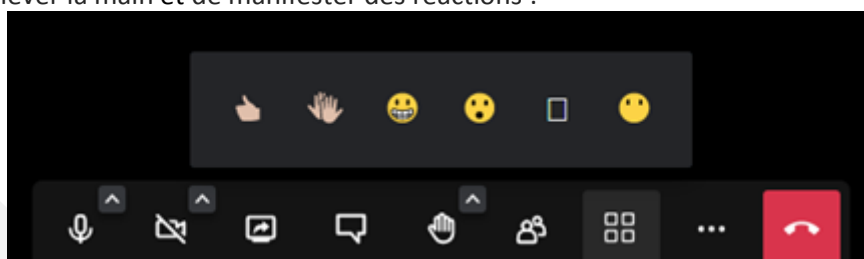 lever la main et de manifester des réactions :